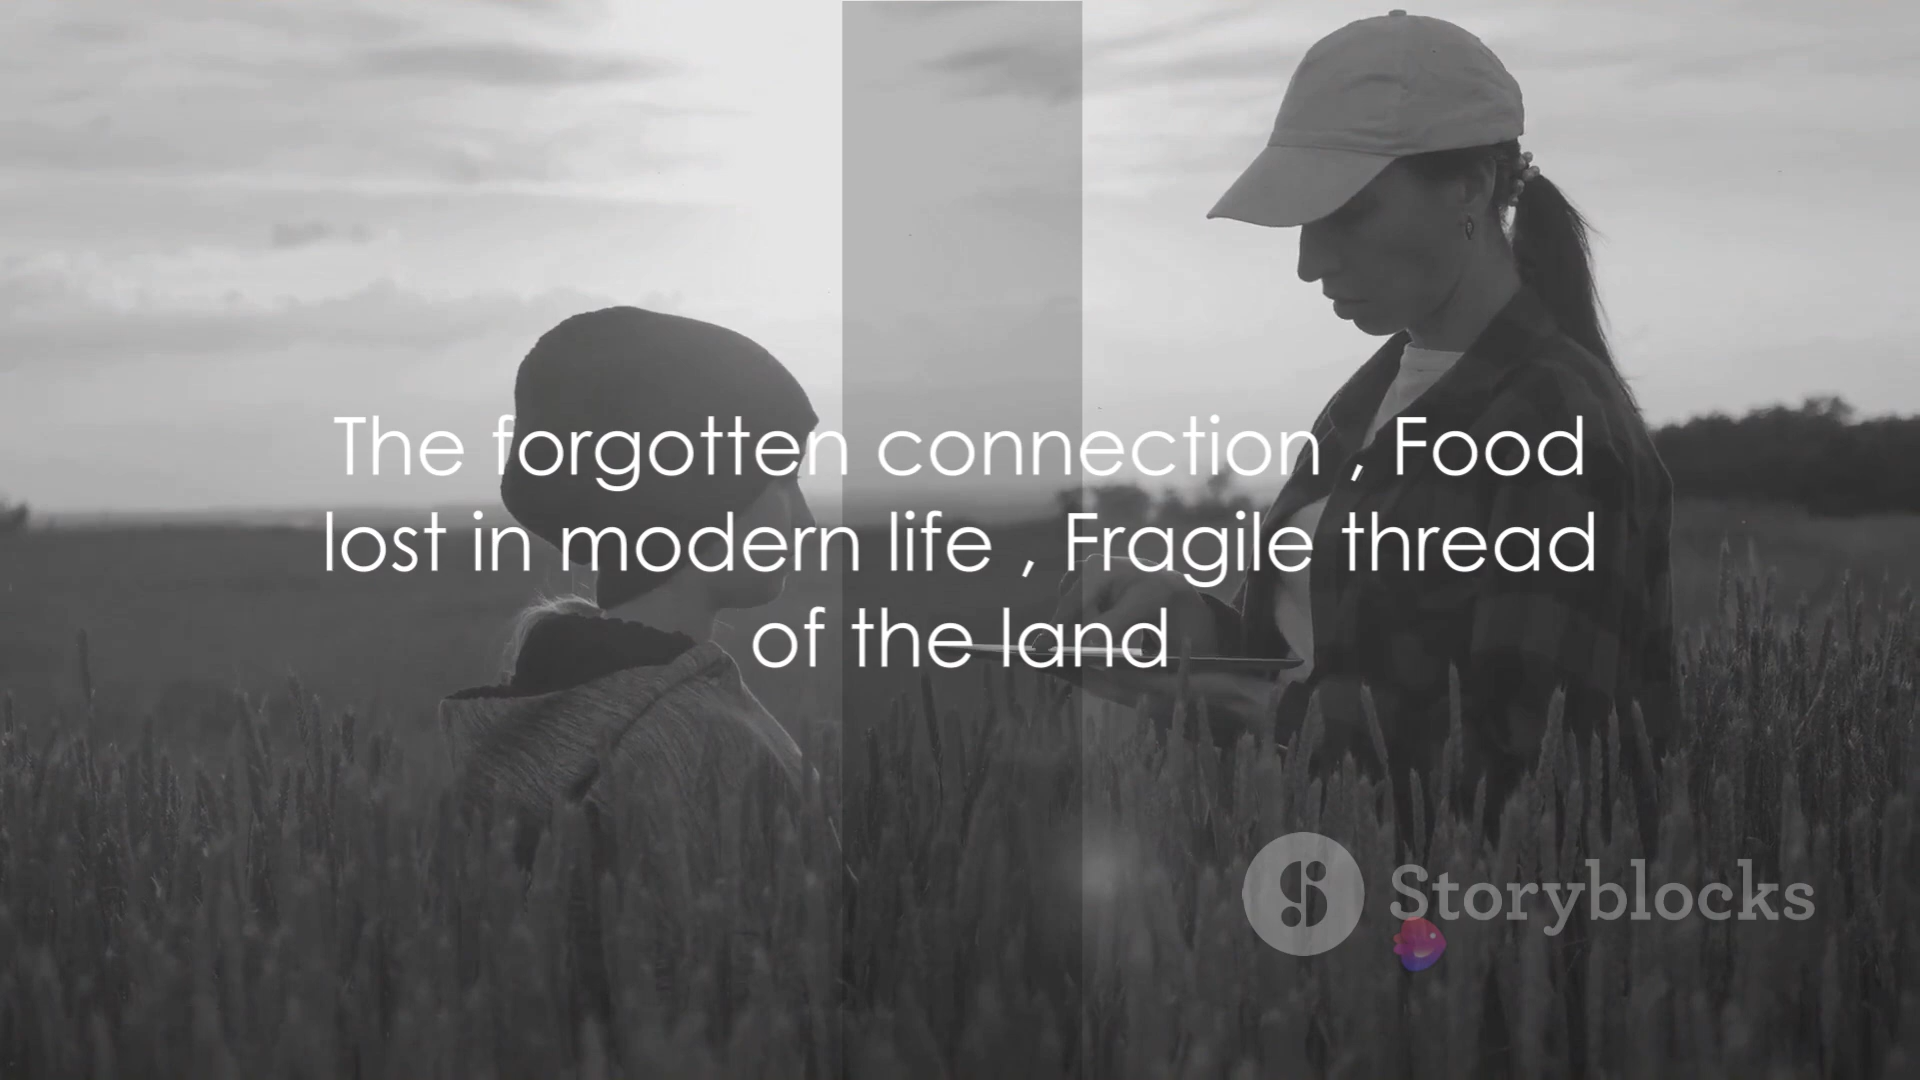 The forgotten connection , Food
lost in modern life , Fragile thread
of the land
Storyblocks